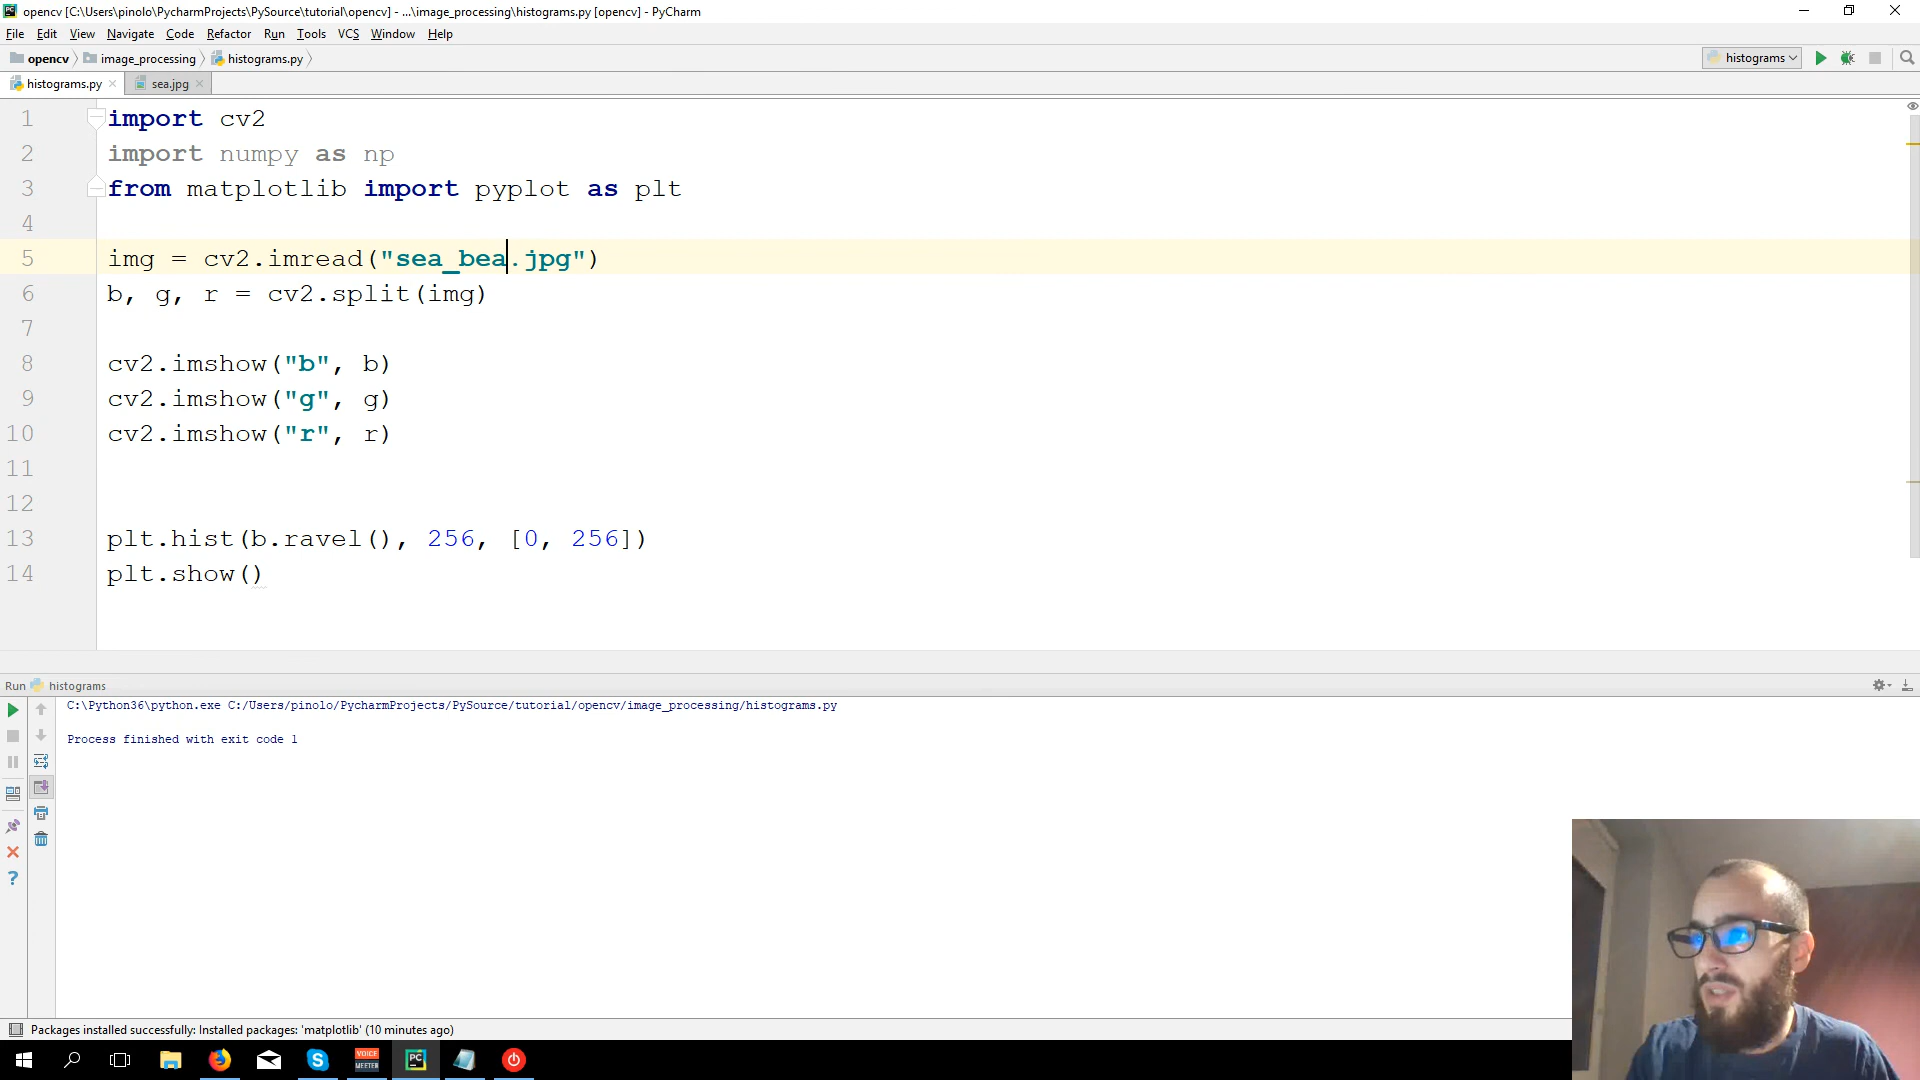 opencv [C:\Users\pinolo\PycharmProjects\PySource\tutorial\opencv] - ...\image_processing\histograms.py [opencv] - PyCharm
File Edit View Navigate Code Refactor Run Tools VCS Window Help
opencv image_processing histograms.py histograms
histograms.py sea.jpg
1 import cv2
2 import numpy as np
3 from matplotlib import pyplot as plt
4
5 img = cv2.imread("sea_bea.jpg")
6 b, g, r = cv2.split(img)
7
8 cv2.imshow("b", b)
9 cv2.imshow("g", g)
10 cv2.imshow("r", r)
11
12
13 plt.hist(b.ravel(), 256, [0, 256])
14 plt.show()
Run histograms
C:\Python36\python.exe C:/Users/pinolo/PycharmProjects/PySource/tutorial/opencv/image_processing/histograms.py
Process finished with exit code 1
Packages installed successfully: Installed packages: 'matplotlib' (10 minutes ago)
VOICE
MEETER
PC